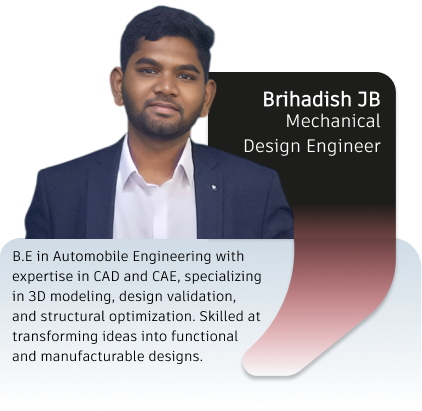 Brihadish JB
Mechanical
Design Engineer
B.E in Automobile Engineering with
expertise in CAD and CAE, specializing
in 3D modeling, design validation,
and structural optimization. Skilled at
transforming ideas into functional
and manufacturable designs.